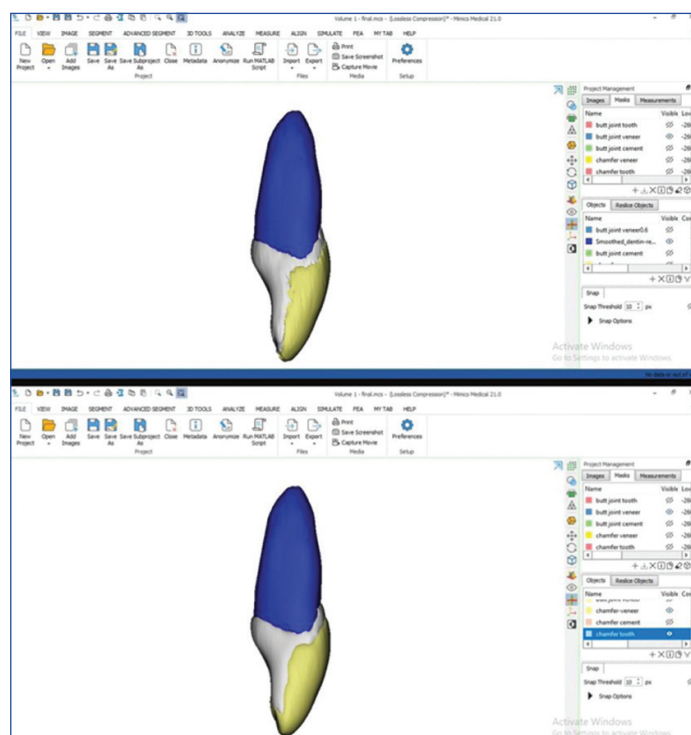 Volume 1 - final.mcs - (Lossless Compression)* - Mimics Medical 21.0
FILE VIEW IMAGE SEGMENT ADVANCED SEGMENT 3D TOOLS ANALYZE MEASURE ALIGN SIMULATE FEA MY TAB HELP
New Project Open Add Images Save Save As Save Subproject As Close Metadata Anonymize Run MATLAB Script Import Export Print Save Screenshot Capture Movie Preferences
Project Files Media Setup
Project Management
Images Masks Measurements
Name Visible
butt joint tooth
butt joint veneer
butt joint cement
chamfer veneer
chamfer tooth
Objects Reslice Objects
Name Visible
butt joint veneer0.6
Smoothed_dentin-re...
butt joint cement
Snap
Snap Threshold 10 px
Snap Options
Activate Windows
Go to Settings to activate Windows.
Volume 1 - final.mcs - (Lossless Compression)* - Mimics Medical 21.0
FILE VIEW IMAGE SEGMENT ADVANCED SEGMENT 3D TOOLS ANALYZE MEASURE ALIGN SIMULATE FEA MY TAB HELP
New Project Open Add Images Save Save As Save Subproject As Close Metadata Anonymize Run MATLAB Script Import Export Print Save Screenshot Capture Movie Preferences
Project Files Media Setup
Project Management
Images Masks Measurements
Name Visible
butt joint tooth
butt joint veneer
butt joint cement
chamfer veneer
chamfer tooth
Objects Reslice Objects
Name Visible
chamfer-veneer
chamfer cement
chamfer tooth
Snap
Snap Threshold 10 px
Snap Options
Activate Windows
Go to Settings to activate Windows.